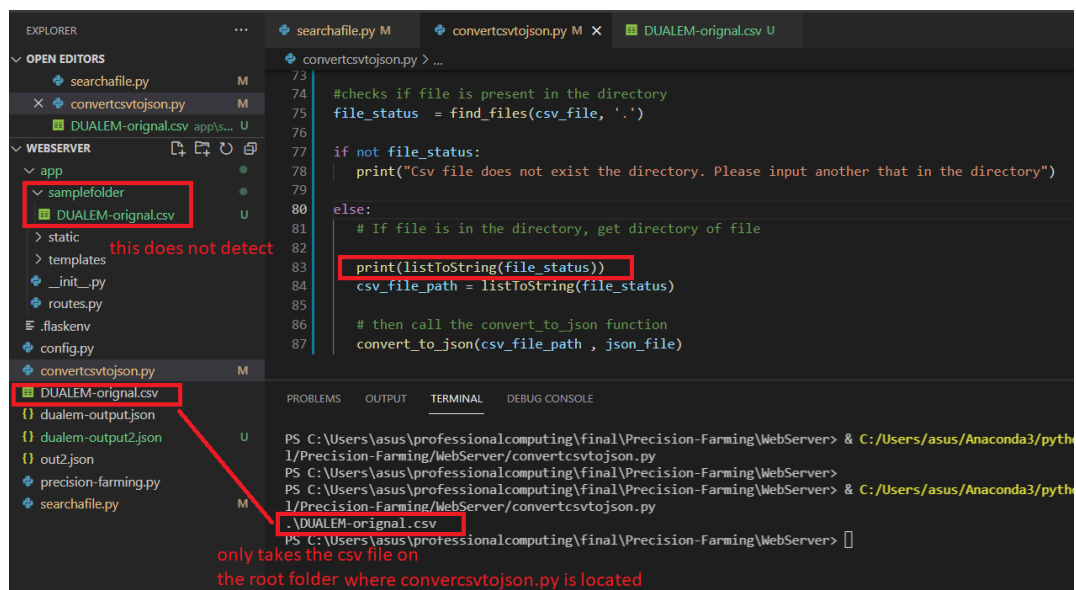 EXPLORER
···
searchafile.py M
convertcsvtojson.py M ×
DUALEM-orignal.csv U
OPEN EDITORS
searchafile.py M
× convertcsvtojson.py M
DUALEM-orignal.csv app\s... U
WEBSERVER
app
samplefolder
DUALEM-orignal.csv U
this does not detect
static
templates
__init__.py
routes.py
.flaskenv
config.py
convertcsvtojson.py M
DUALEM-orignal.csv
{} dualem-output.json
{} dualem-output2.json U
{} out2.json
precision-farming.py
searchafile.py M
convertcsvtojson.py > ...
73
74 #checks if file is present in the directory
75 file_status  = find_files(csv_file, '.')
76
77 if not file_status:
78 print("Csv file does not exist the directory. Please input another that in the directory")
79
80 else:
81 # If file is in the directory, get directory of file
82
83 print(listToString(file_status))
84 csv_file_path = listToString(file_status)
85
86 # then call the convert_to_json function
87 convert_to_json(csv_file_path , json_file)
PROBLEMS OUTPUT TERMINAL DEBUG CONSOLE
PS C:\Users\asus\professionalcomputing\final\Precision-Farming\WebServer> & C:/Users/asus/Anaconda3/pyth
l/Precision-Farming/WebServer/convertcsvtojson.py
PS C:\Users\asus\professionalcomputing\final\Precision-Farming\WebServer>
PS C:\Users\asus\professionalcomputing\final\Precision-Farming\WebServer> & C:/Users/asus/Anaconda3/pyth
l/Precision-Farming/WebServer/convertcsvtojson.py
.\DUALEM-orignal.csv
PS C:\Users\asus\professionalcomputing\final\Precision-Farming\WebServer>
only takes the csv file on
the root folder where convercsvtojson.py is located